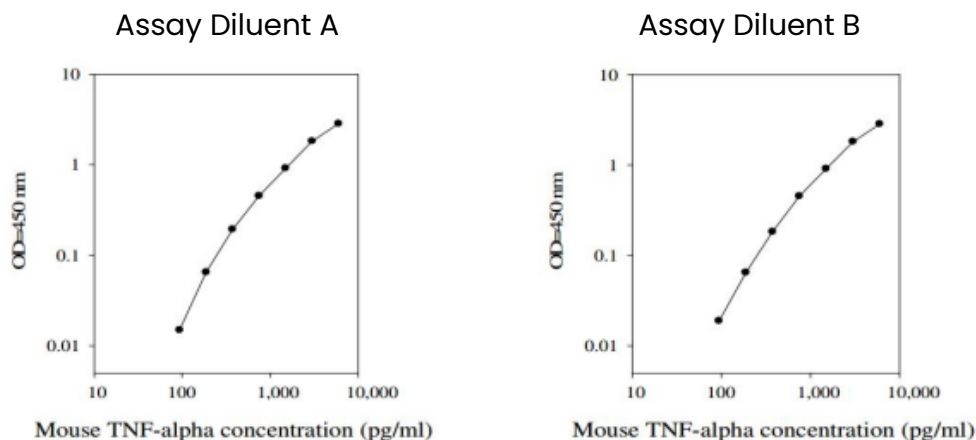 Assay Diluent A
10
1
0.1
0.01
OD=450 nm
10
100
1,000
10,000
Mouse TNF-alpha concentration (pg/ml)
Assay Diluent B
10
1
0.1
0.01
OD=450 nm
10
100
1,000
10,000
Mouse TNF-alpha concentration (pg/ml)